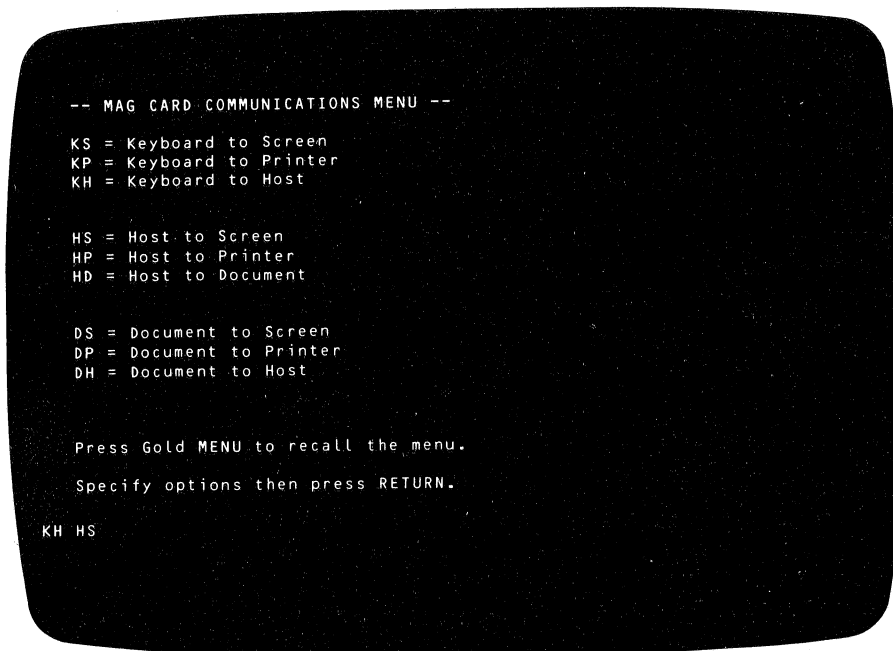 -- MAG CARD COMMUNICATIONS MENU --
KS = Keyboard to Screen
KP = Keyboard to Printer
KH = Keyboard to Host
HS = Host to Screen
HP = Host to Printer
HD = Host to Document
DS = Document to Screen
DP = Document to Printer
DH = Document to Host
Press Gold MENU to recall the menu.
Specify options then press RETURN.
KH HS